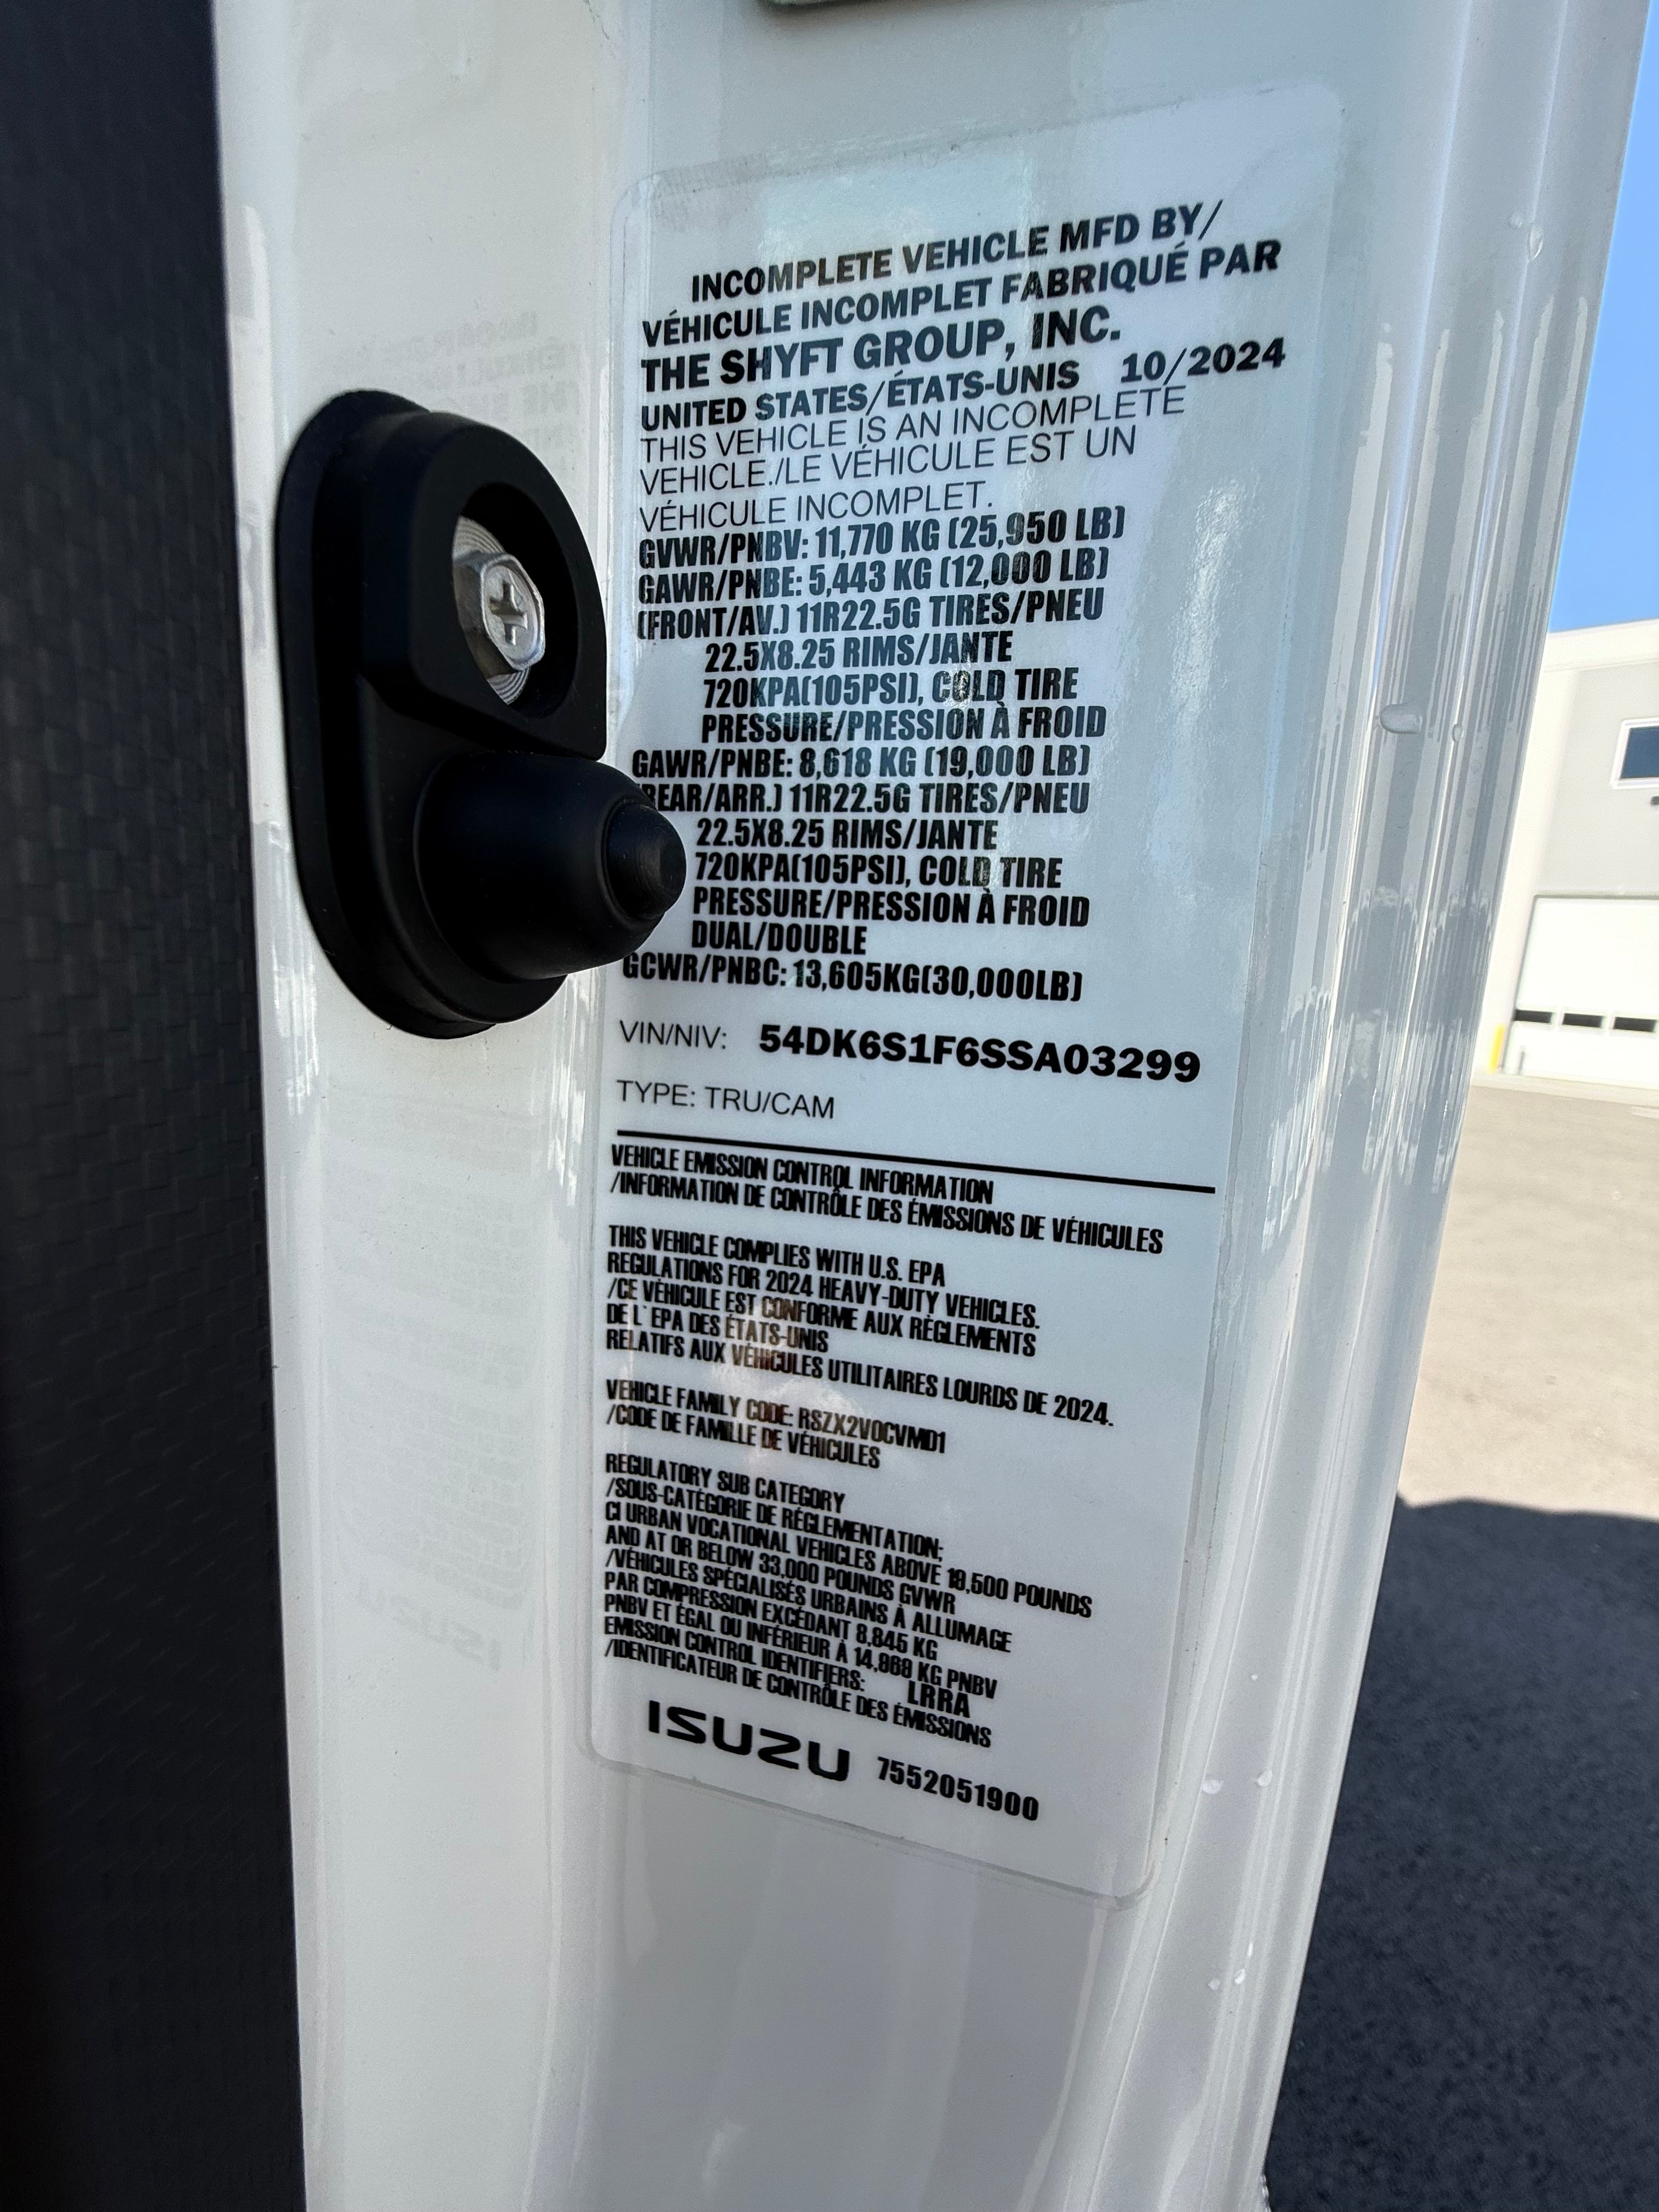 INCOMPLETE VEHICLE MFD BY/
VÉHICULE INCOMPLET FABRIQUÉ PAR
THE SHYFT GROUP, INC.
UNITED STATES/ÉTATS-UNIS 10/2024
THIS VEHICLE IS AN INCOMPLETE
VEHICLE./LE VÉHICULE EST UN
VÉHICULE INCOMPLET.
GVWR/PNBV: 11,770 KG (25,950 LB)
GAWR/PNBE: 5,443 KG (12,000 LB)
(FRONT/AV.) 11R22.5G TIRES/PNEU
22.5X8.25 RIMS/JANTE
720KPA(105PSI), COLD TIRE
PRESSURE/PRESSION À FROID
GAWR/PNBE: 8,618 KG (19,000 LB)
REAR/ARR.) 11R22.5G TIRES/PNEU
22.5X8.25 RIMS/JANTE
720KPA(105PSI), COLD TIRE
PRESSURE/PRESSION À FROID
DUAL/DOUBLE
GCWR/PNBC: 13,605KG(30,000LB)
VIN/NIV: 54DK6S1F6SSA03299
TYPE: TRU/CAM
VEHICLE EMISSION CONTROL INFORMATION
/INFORMATION DE CONTRÔLE DES ÉMISSIONS DE VÉHICULES
THIS VEHICLE COMPLIES WITH U.S. EPA
REGULATIONS FOR 2024 HEAVY-DUTY VEHICLES.
/CE VÉHICULE EST CONFORME AUX RÈGLEMENTS
DE L'EPA DES ÉTATS-UNIS
RELATIFS AUX VÉHICULES UTILITAIRES LOURDS DE 2024.
VEHICLE FAMILY CODE: RSZX2VOCVMD1
/CODE DE FAMILLE DE VÉHICULES
REGULATORY SUB CATEGORY
/SOUS-CATÉGORIE DE RÉGLEMENTATION:
CI URBAN VOCATIONAL VEHICLES ABOVE 19,500 POUNDS
AND AT OR BELOW 33,000 POUNDS GVWR
/VÉHICULES SPÉCIALISÉS URBAINS À ALLUMAGE
PAR COMPRESSION EXCÉDANT 8,845 KG
PNBV ET ÉGAL OU INFÉRIEUR À 14,969 KG PNBV
EMISSION CONTROL IDENTIFIERS: LRRA
/IDENTIFICATEUR DE CONTRÔLE DES ÉMISSIONS
ISUZU 7552051900